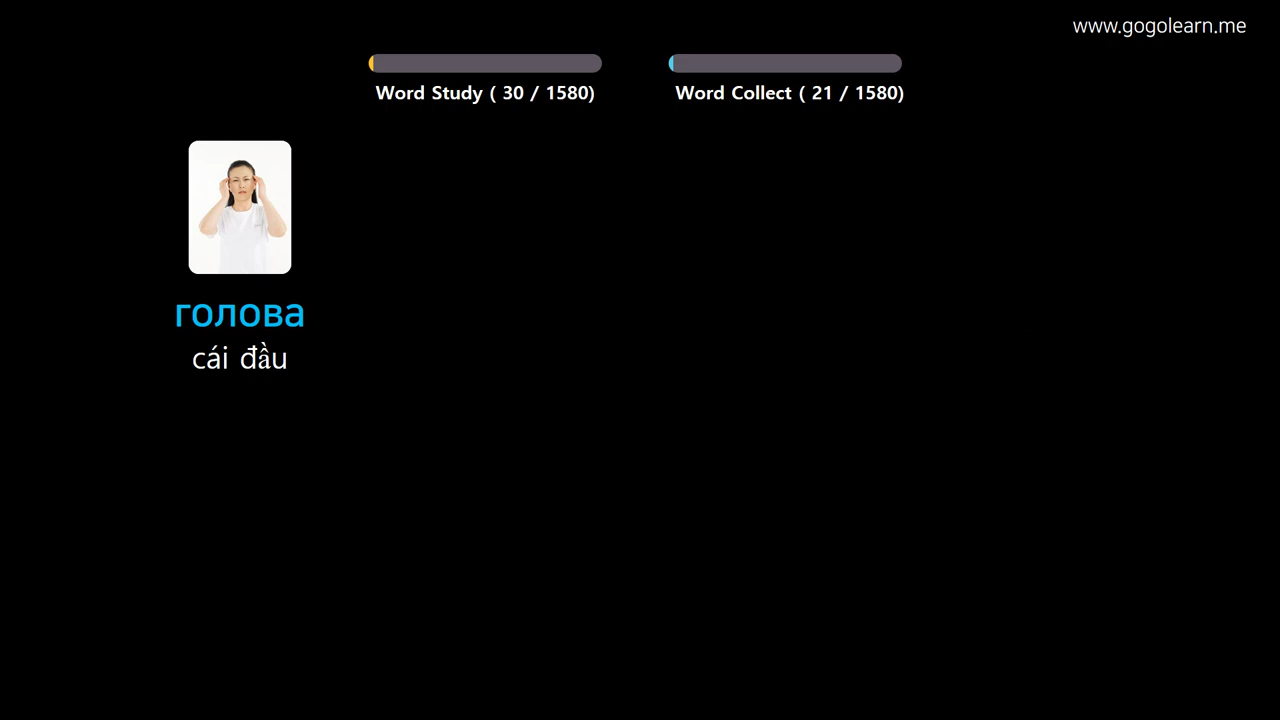 www.gogolearn.me
Word Study ( 30 / 1580)
Word Collect ( 21 / 1580)
голова
cái đầu